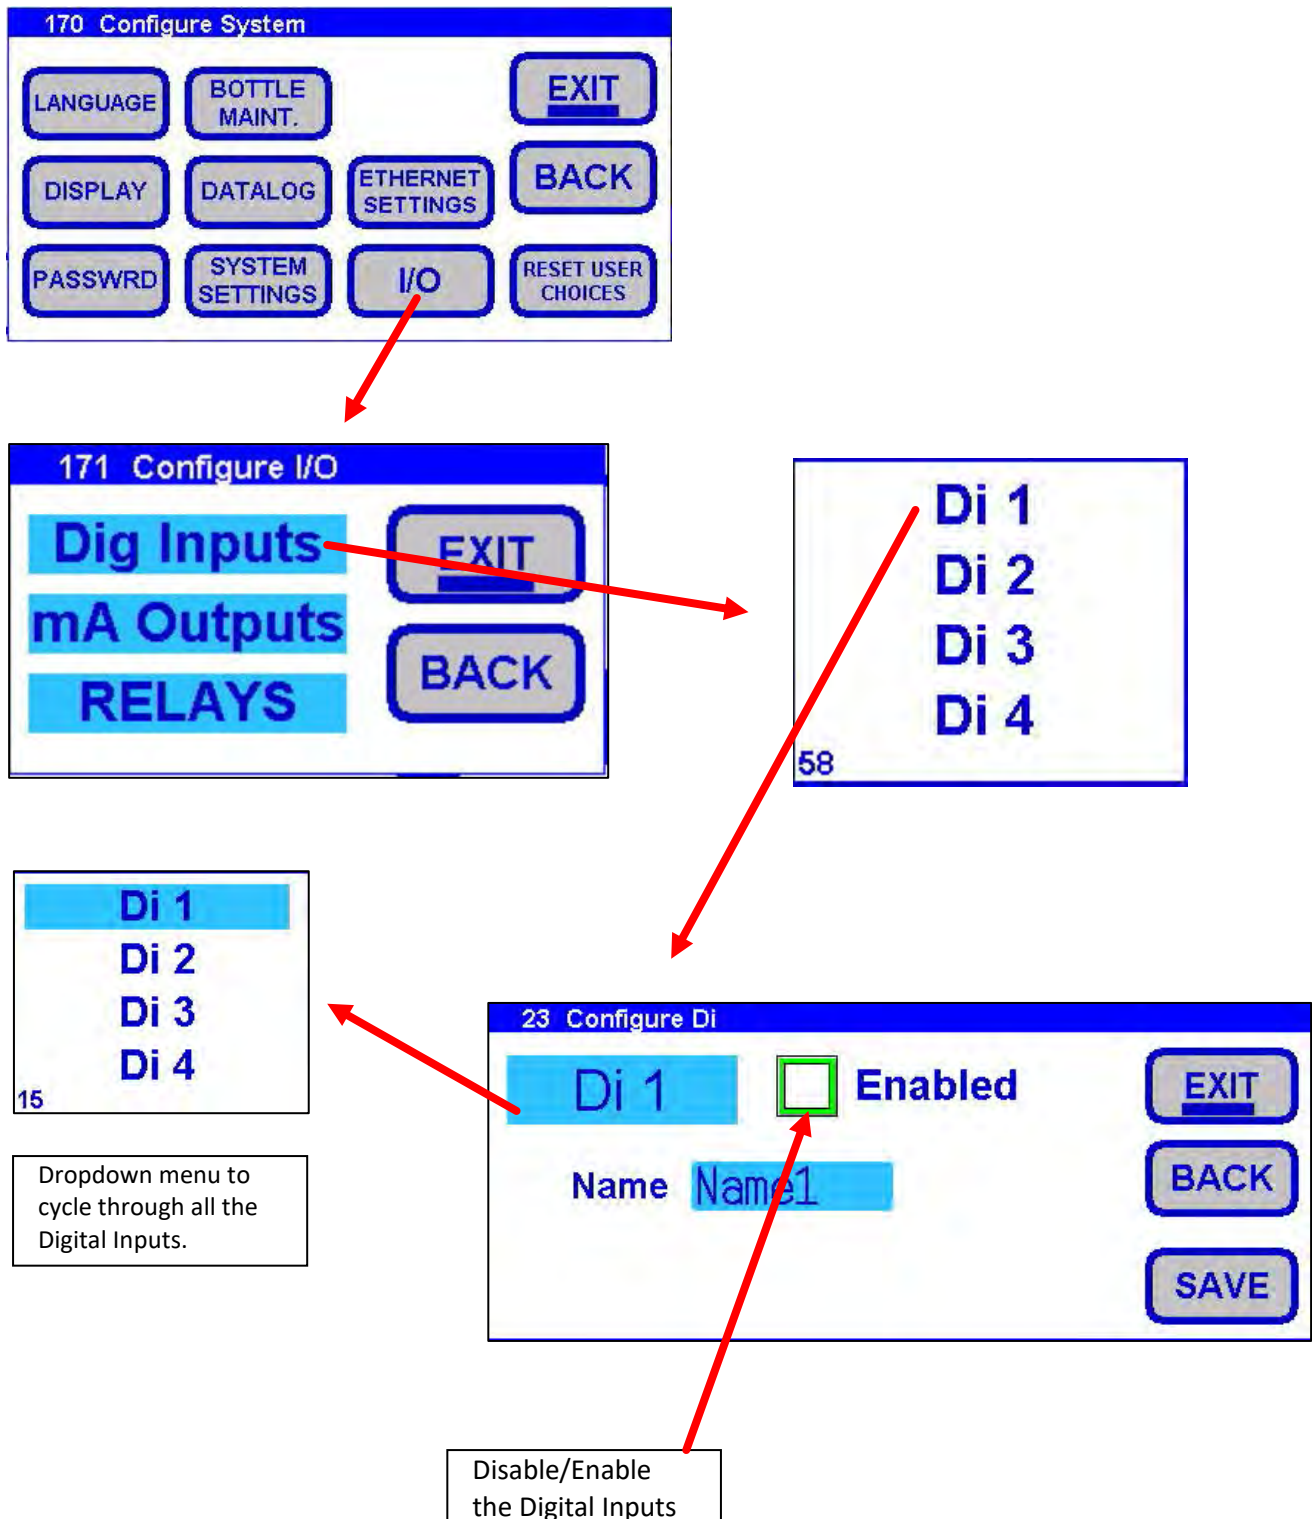 170 Configure System
LANGUAGE
BOTTLE
MAINT.
EXIT
DISPLAY
DATALOG
ETHERNET
SETTINGS
BACK
PASSWRD
SYSTEM
SETTINGS
I/O
RESET USER
CHOICES
171 Configure I/O
Dig Inputs
EXIT
mA Outputs
BACK
RELAYS
Di 1
Di 2
Di 3
Di 4
58
Di 1
Di 2
Di 3
Di 4
15
Dropdown menu to
cycle through all the
Digital Inputs.
23 Configure Di
Di 1
Enabled
EXIT
Name Name1
BACK
SAVE
Disable/Enable
the Digital Inputs